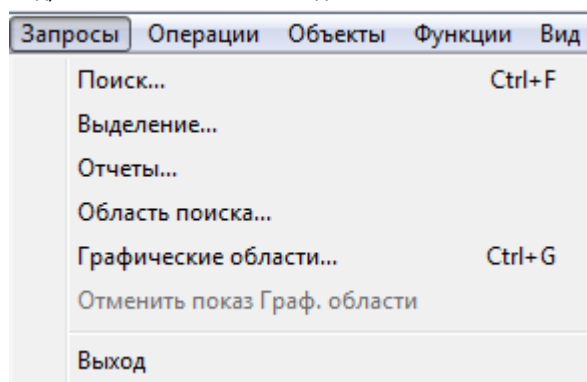 Запросы Операции Объекты Функции Вид
Поиск... Ctrl+F
Выделение...
Отчеты...
Область поиска...
Графические области... Ctrl+G
Отменить показ Граф. области
Выход